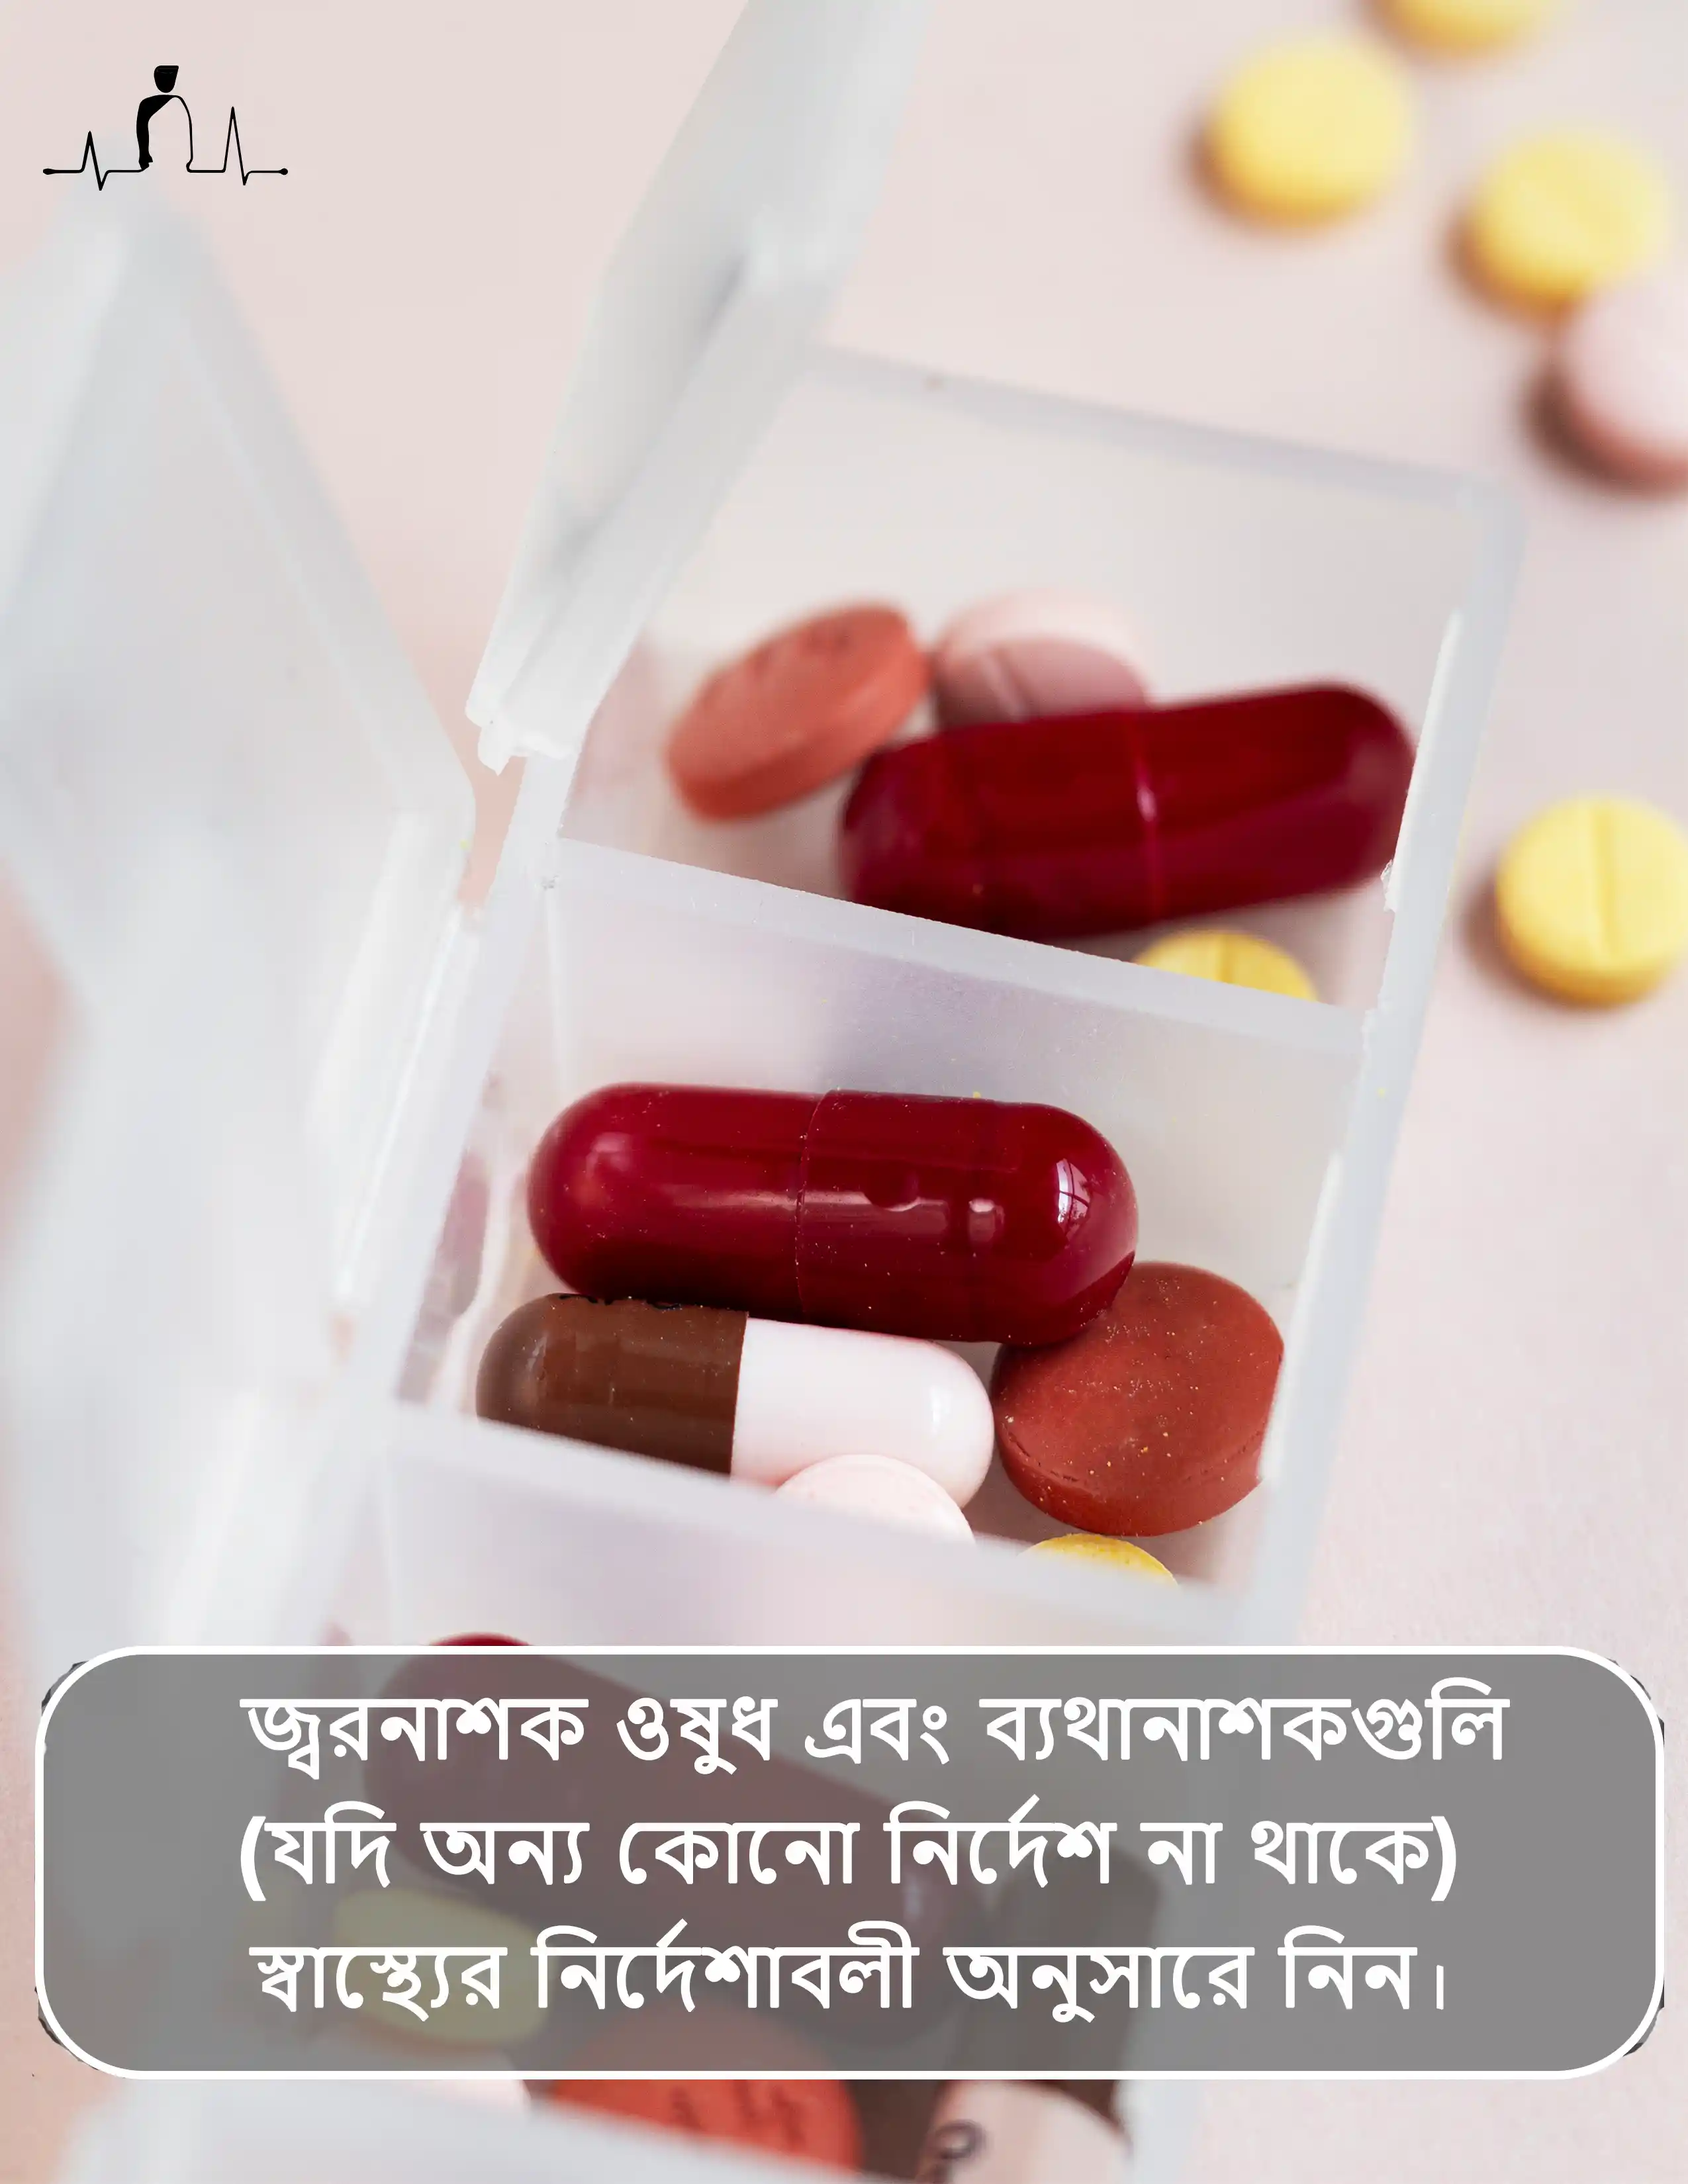 জ্বরনাশক ওষুধ এবং ব্যথানাশকগুলি
(যদি অন্য কোনো নির্দেশ না থাকে)
স্বাস্থ্যের নির্দেশাবলী অনুসারে নিন।